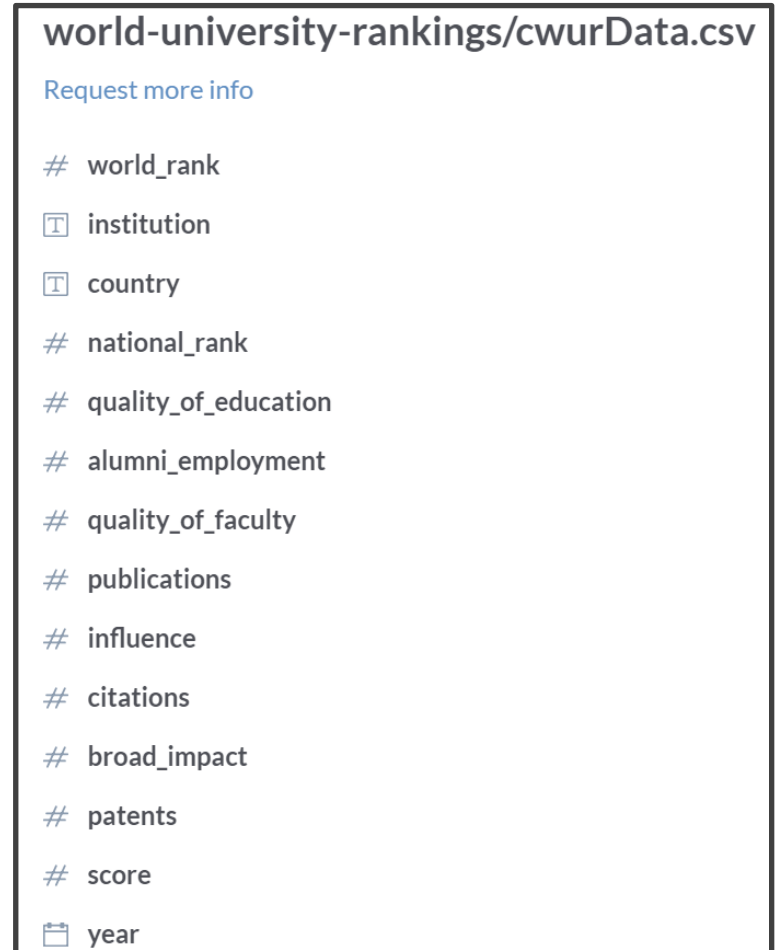 world-university-rankings/cwurData.csv
Request more info
# world_rank
T institution
T country
# national_rank
# quality_of_education
# alumni_employment
# quality_of_faculty
# publications
# influence
# citations
# broad_impact
# patents
# score
year